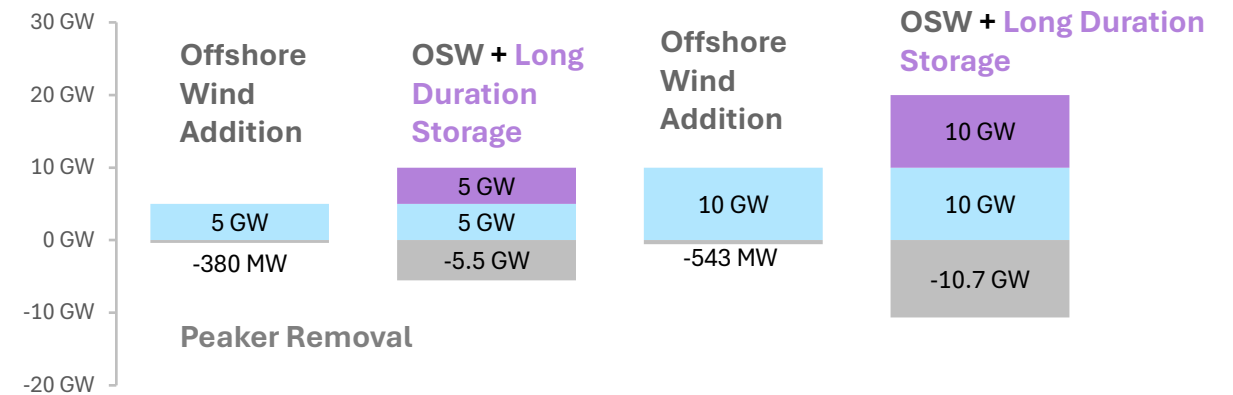 30 GW
20 GW
10 GW
0 GW
-10 GW
-20 GW
Offshore
Wind
Addition
5 GW
-380 MW
OSW + Long
Duration
Storage
5 GW
5 GW
-5.5 GW
Offshore
Wind
Addition
10 GW
-543 MW
OSW + Long Duration
Storage
10 GW
10 GW
-10.7 GW
Peaker Removal